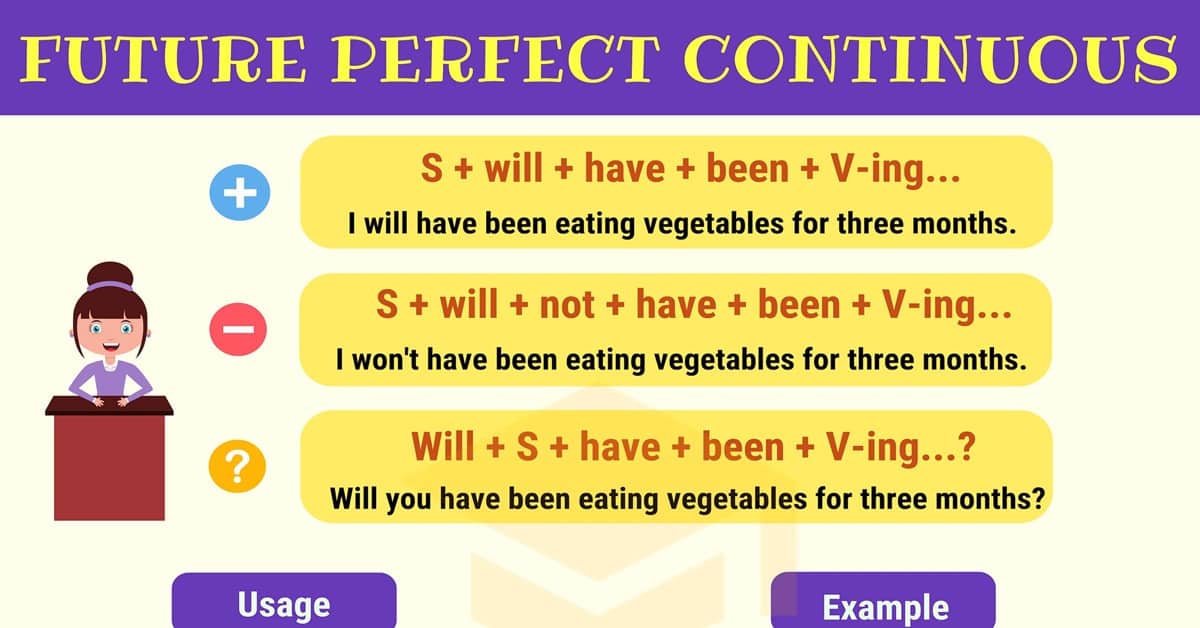 FUTURE PERFECT CONTINUOUS
S + will + have + been + V-ing...
I will have been eating vegetables for three months.
S + will + not + have + been + V-ing...
I won't have been eating vegetables for three months.
Will + S + have + been + V-ing...?
Will you have been eating vegetables for three months?
Usage
Example